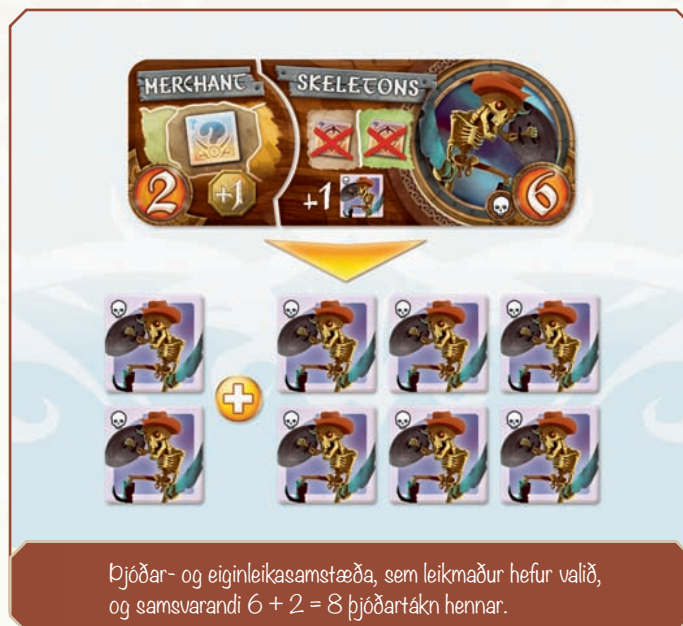 MERCHANT SKELETONS
2 +1 +1 6
Þjóðar- og eiginleikasamstæða, sem leikmaður hefur valið,
og samsvarandi 6 + 2 = 8 þjóðartákn hennar.